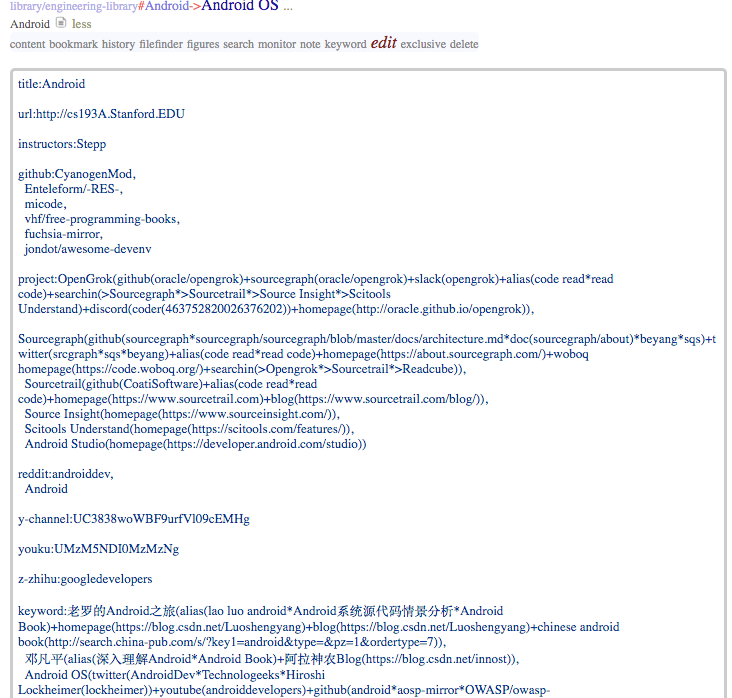 library/engineering-library#Android->Android OS ...
Android less
content bookmark history filefinder figures search monitor note keyword edit exclusive delete
title:Android
url:http://cs193A.Stanford.EDU
instructors:Stepp
github:CyanogenMod,
Enteleform/-RES-,
micode,
vhf/free-programming-books,
fuchsia-mirror,
jondot/awesome-devenv
project:OpenGrok(github(oracle/opengrok)+sourcegraph(oracle/opengrok)+slack(opengrok)+alias(code read*read
code)+searchin(>Sourcegraph*>Sourcetrail*>Source Insight*>Scitools
Understand)+discord(coder(463752820026376202))+homepage(http://oracle.github.io/opengrok)),
Sourcegraph(github(sourcegraph*sourcegraph/sourcegraph/blob/master/docs/architecture.md*doc(sourcegraph/about)*beyang*sqs)+t
witter(srcgraph*sqs*beyang)+alias(code read*read code)+homepage(https://about.sourcegraph.com/)+woboq
homepage(https://code.woboq.org/)+searchin(>Opengrok*>Sourcetrail*>Readcube)),
Sourcetrail(github(CoatiSoftware)+alias(code read*read
code)+homepage(https://www.sourcetrail.com)+blog(https://www.sourcetrail.com/blog/)),
Source Insight(homepage(https://www.sourceinsight.com/)),
Scitools Understand(homepage(https://scitools.com/features/)),
Android Studio(homepage(https://developer.android.com/studio))
reddit:androiddev,
Android
y-channel:UC3838woWBF9urfVl09cEMHg
youku:UMzM5NDI0MzMzNg
z-zhihu:googledevelopers
keyword:老罗的Android之旅(alias(lao luo android*Android系统源代码情景分析*Android
Book)+homepage(https://blog.csdn.net/Luoshengyang)+blog(https://blog.csdn.net/Luoshengyang)+chinese android
book(http://search.china-pub.com/s/?key1=android&type=&pz=1&ordertype=7)),
邓凡平(alias(深入理解Android*Android Book)+阿拉神农Blog(https://blog.csdn.net/innost)),
Android OS(twitter(AndroidDev*Technologeeks*Hiroshi
Lockheimer(lockheimer))+youtube(androiddevelopers)+github(android*aosp-mirror*OWASP/owasp-